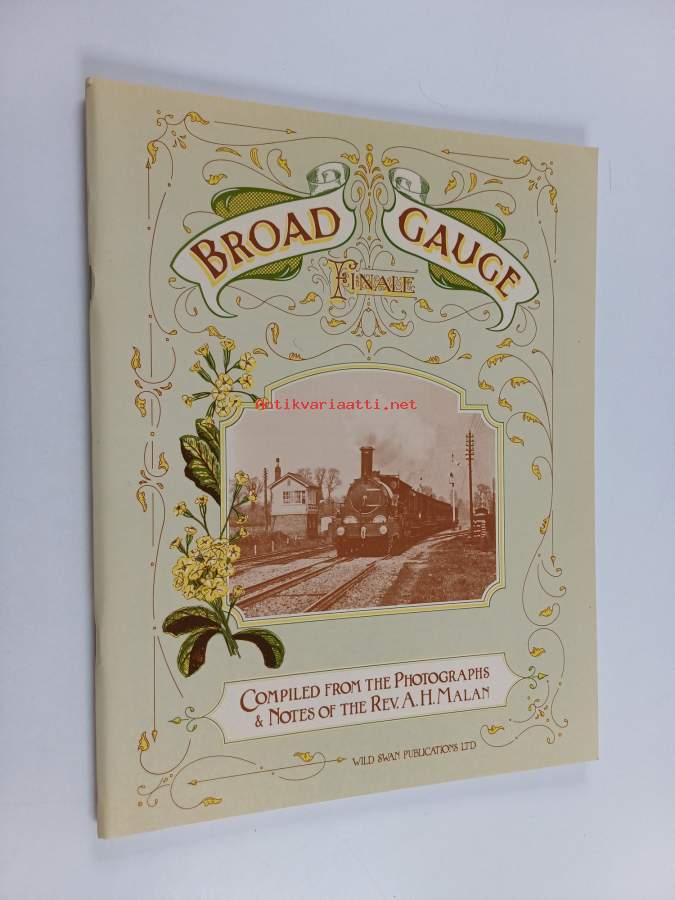 BROAD GAUGE
FINALE
antikvariaatti.net
COMPILED FROM THE PHOTOGRAPHS
& NOTES OF THE REV. A.H. MALAN
WILD SWAN PUBLICATIONS LTD